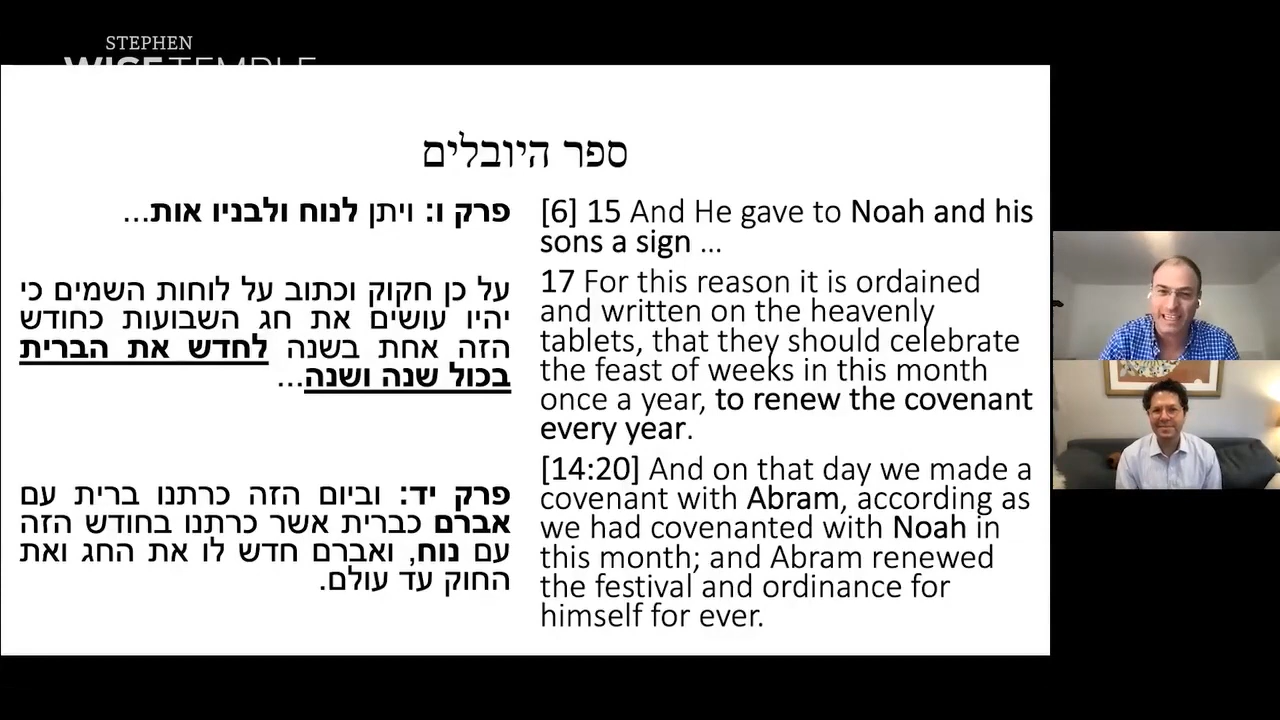 STEPHEN
WISE TEMPLE
ספר היובלים
פרק ו: ויתן לנוח ולבניו אות...
על כן חקוק וכתוב על לוחות השמים כי
יהיו עושים את חג השבועות כחודש
הזה אחת בשנה לחדש את הברית
בכול שנה ושנה...
פרק יד: וביום הזה כרתנו ברית עם
אברם כברית אשר כרתנו בחודש הזה
עם נוח, ואברם חדש לו את החג ואת
החוק עד עולם.
[6] 15 And He gave to Noah and his
sons a sign ...
17 For this reason it is ordained
and written on the heavenly
tablets, that they should celebrate
the feast of weeks in this month
once a year, to renew the covenant
every year.
[14:20] And on that day we made a
covenant with Abram, according as
we had covenanted with Noah in
this month; and Abram renewed
the festival and ordinance for
himself for ever.